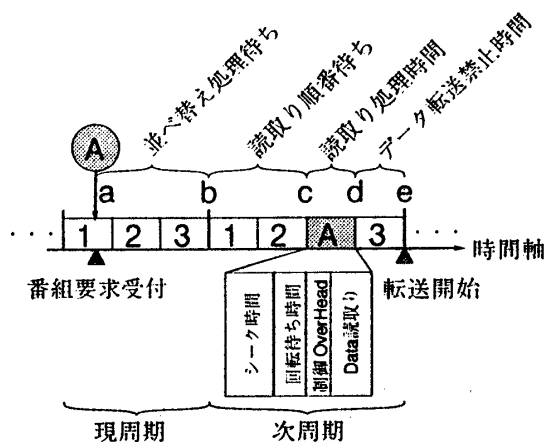 並べ替え処理待ち
読取り順番待ち
読取り処理時間
データ転送禁止時間
A
a b c d e
・・・ 1 2 3 1 2 A 3 ・・・・
時間軸
番組要求受付
転送開始
シーク時間
回転待ち時間
制御OverHead
Data読取り
現周期
次周期